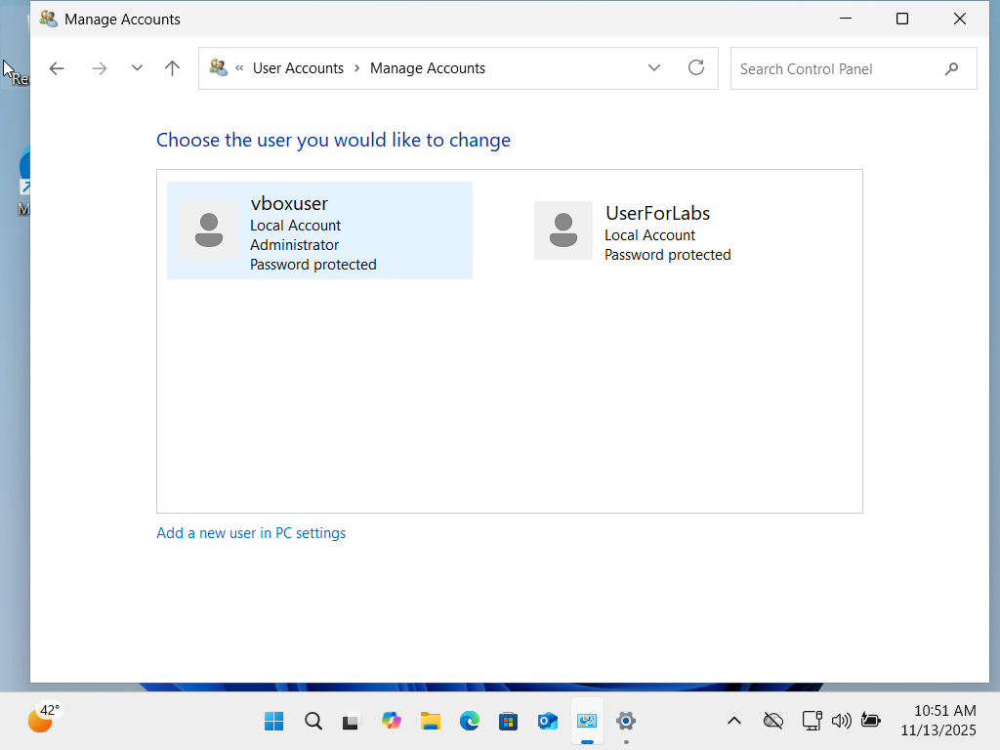 Manage Accounts
« User Accounts › Manage Accounts
Search Control Panel
Choose the user you would like to change
vboxuser
Local Account
Administrator
Password protected
UserForLabs
Local Account
Password protected
Add a new user in PC settings
42°
10:51 AM
11/13/2025